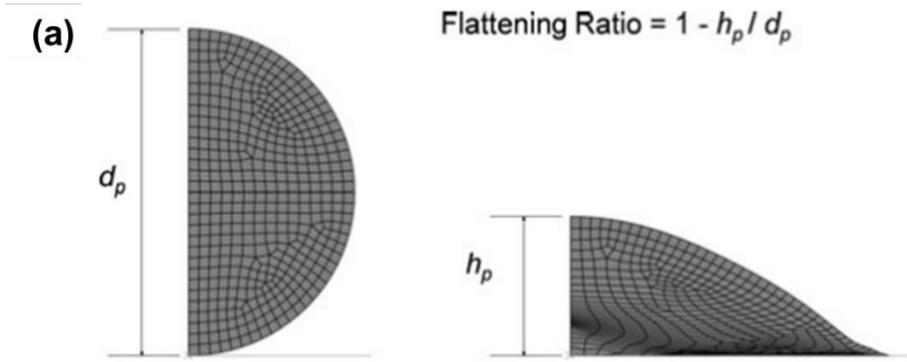 (a)
Flattening Ratio = 1 - hₚ / dₚ
dₚ
hₚ